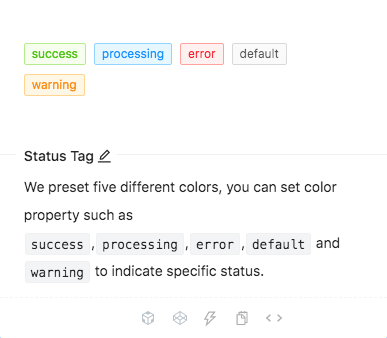 success processing error default
warning
Status Tag
We preset five different colors, you can set color
property such as
success , processing , error , default and
warning to indicate specific status.